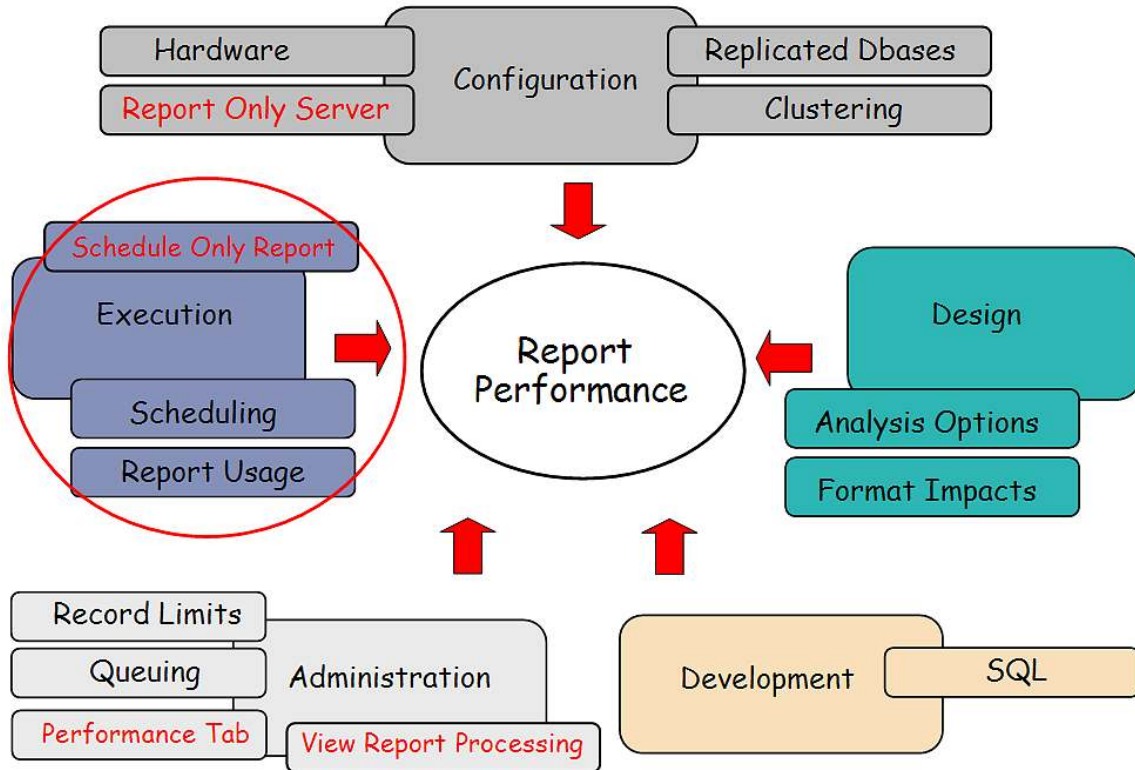 Hardware
Report Only Server
Configuration
Replicated Dbases
Clustering
Schedule Only Report
Execution
Scheduling
Report Usage
Report
Performance
Design
Analysis Options
Format Impacts
Record Limits
Queuing
Performance Tab
Administration
View Report Processing
Development
SQL